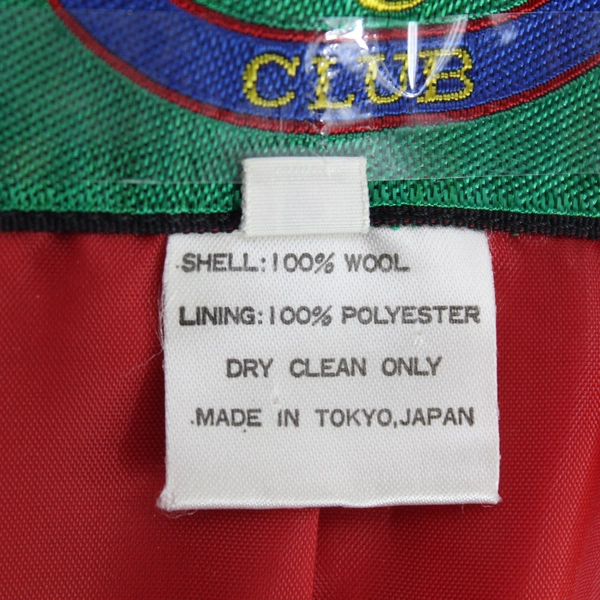 CLUB
SHELL:100% WOOL
LINING:100% POLYESTER
DRY CLEAN ONLY
MADE IN TOKYO,JAPAN